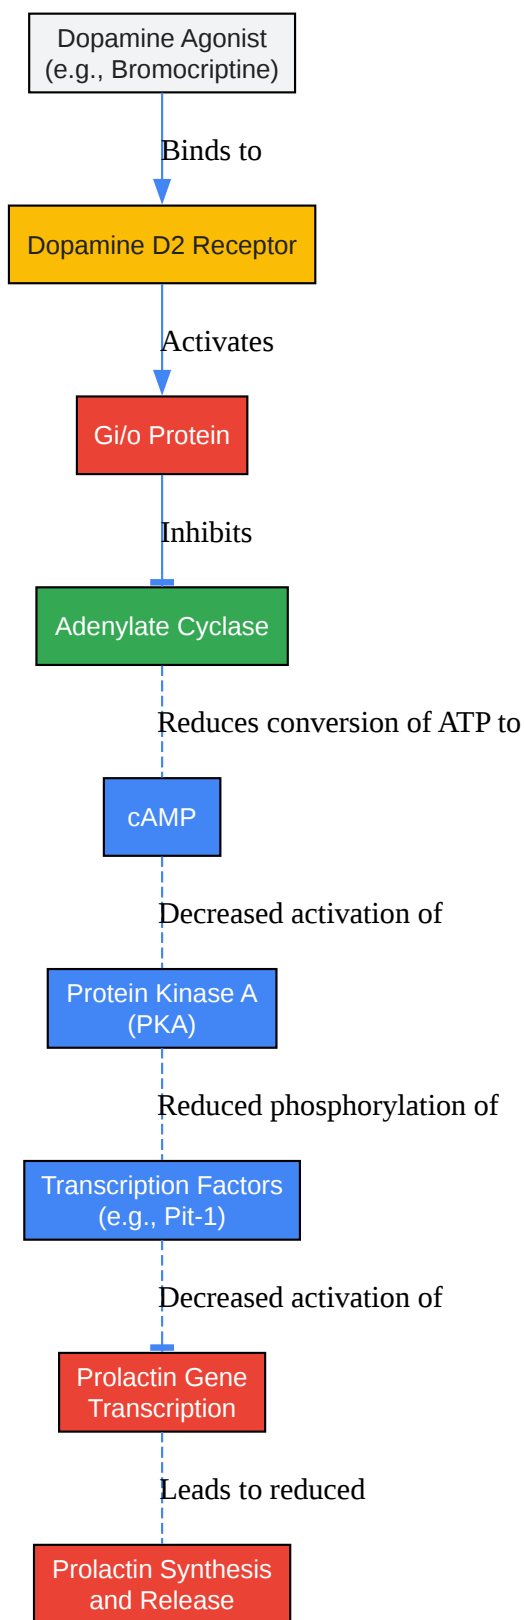 Dopamine Agonist
(e.g., Bromocriptine)
Binds to
Dopamine D2 Receptor
Activates
Gi/o Protein
Inhibits
Adenylate Cyclase
Reduces conversion of ATP to
cAMP
Decreased activation of
Protein Kinase A
(PKA)
Reduced phosphorylation of
Transcription Factors
(e.g., Pit-1)
Decreased activation of
Prolactin Gene
Transcription
Leads to reduced
Prolactin Synthesis
and Release